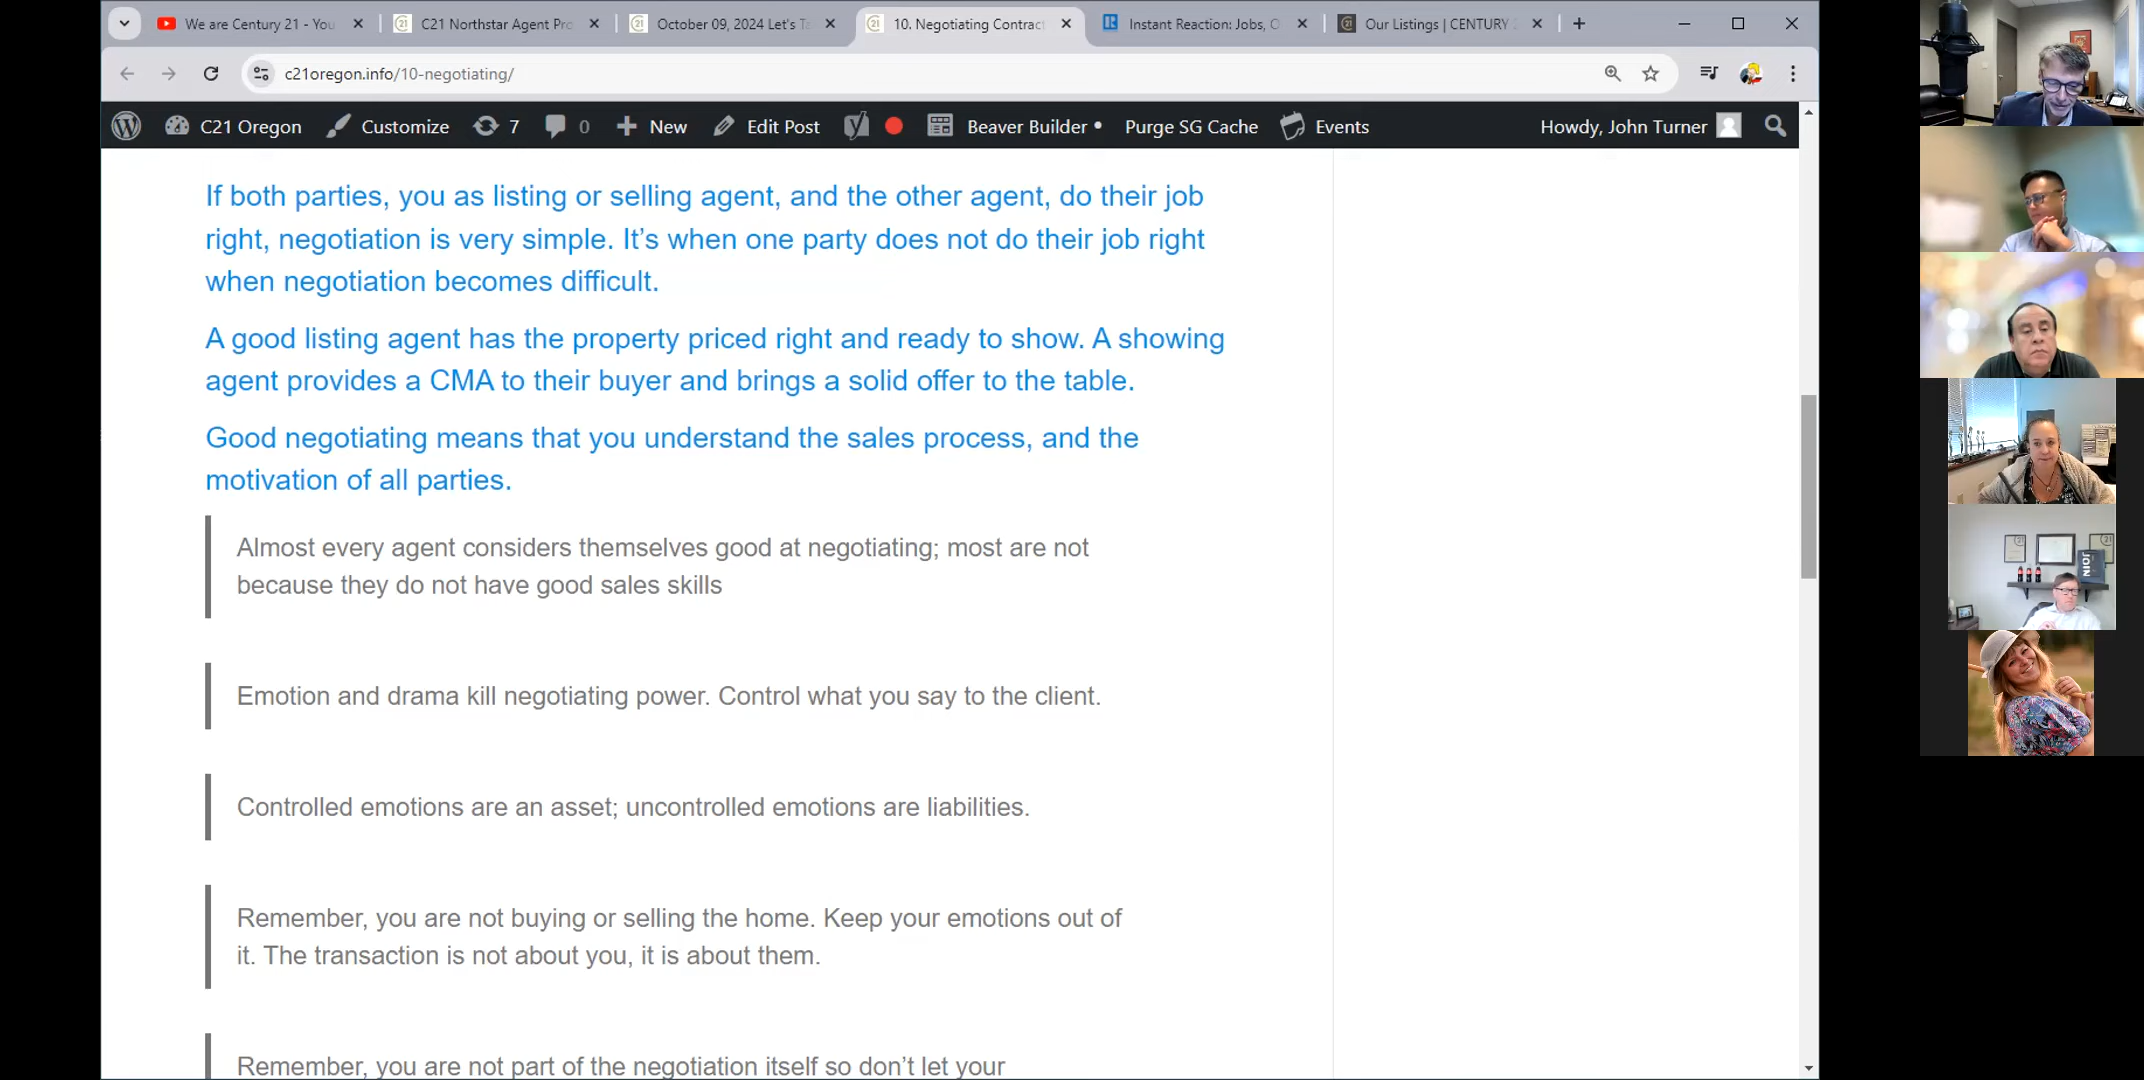 We are Century 21 - You
C21 Northstar Agent Pro
October 09, 2024 Let's Ta
10. Negotiating Contract
Instant Reaction: Jobs, O
Our Listings | CENTURY 2
c21oregon.info/10-negotiating/
C21 Oregon Customize 7 0 New Edit Post Beaver Builder • Purge SG Cache Events Howdy, John Turner
If both parties, you as listing or selling agent, and the other agent, do their job
right, negotiation is very simple. It’s when one party does not do their job right
when negotiation becomes difficult.
A good listing agent has the property priced right and ready to show. A showing
agent provides a CMA to their buyer and brings a solid offer to the table.
Good negotiating means that you understand the sales process, and the
motivation of all parties.
Almost every agent considers themselves good at negotiating; most are not
because they do not have good sales skills
Emotion and drama kill negotiating power. Control what you say to the client.
Controlled emotions are an asset; uncontrolled emotions are liabilities.
Remember, you are not buying or selling the home. Keep your emotions out of
it. The transaction is not about you, it is about them.
Remember, you are not part of the negotiation itself so don’t let your
JOIN